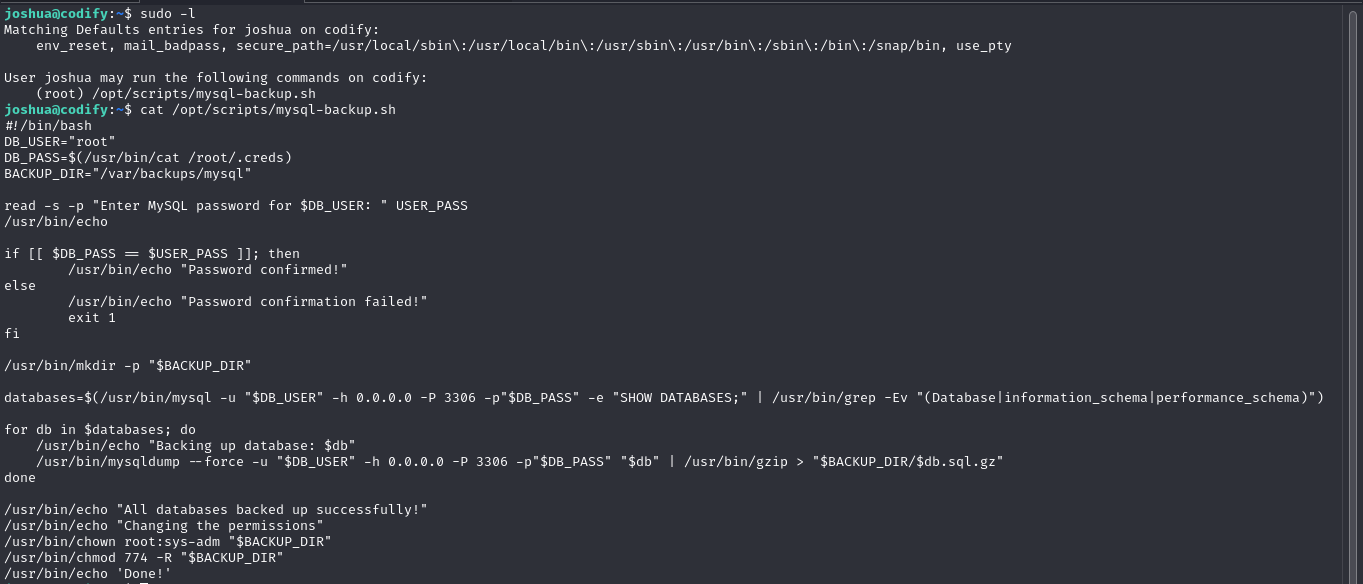 joshua@codify:~$ sudo -l
Matching Defaults entries for joshua on codify:
    env_reset, mail_badpass, secure_path=/usr/local/sbin\:/usr/local/bin\:/usr/sbin\:/usr/bin\:/sbin\:/bin\:/snap/bin, use_pty

User joshua may run the following commands on codify:
    (root) /opt/scripts/mysql-backup.sh
joshua@codify:~$ cat /opt/scripts/mysql-backup.sh
#!/bin/bash
DB_USER="root"
DB_PASS=$(/usr/bin/cat /root/.creds)
BACKUP_DIR="/var/backups/mysql"

read -s -p "Enter MySQL password for $DB_USER: " USER_PASS
/usr/bin/echo

if [[ $DB_PASS == $USER_PASS ]]; then
        /usr/bin/echo "Password confirmed!"
else
        /usr/bin/echo "Password confirmation failed!"
        exit 1
fi

/usr/bin/mkdir -p "$BACKUP_DIR"

databases=$(/usr/bin/mysql -u "$DB_USER" -h 0.0.0.0 -P 3306 -p"$DB_PASS" -e "SHOW DATABASES;" | /usr/bin/grep -Ev "(Database|information_schema|performance_schema)")

for db in $databases; do
    /usr/bin/echo "Backing up database: $db"
    /usr/bin/mysqldump --force -u "$DB_USER" -h 0.0.0.0 -P 3306 -p"$DB_PASS" "$db" | /usr/bin/gzip > "$BACKUP_DIR/$db.sql.gz"
done

/usr/bin/echo "All databases backed up successfully!"
/usr/bin/echo "Changing the permissions"
/usr/bin/chown root:sys-adm "$BACKUP_DIR"
/usr/bin/chmod 774 -R "$BACKUP_DIR"
/usr/bin/echo 'Done!'